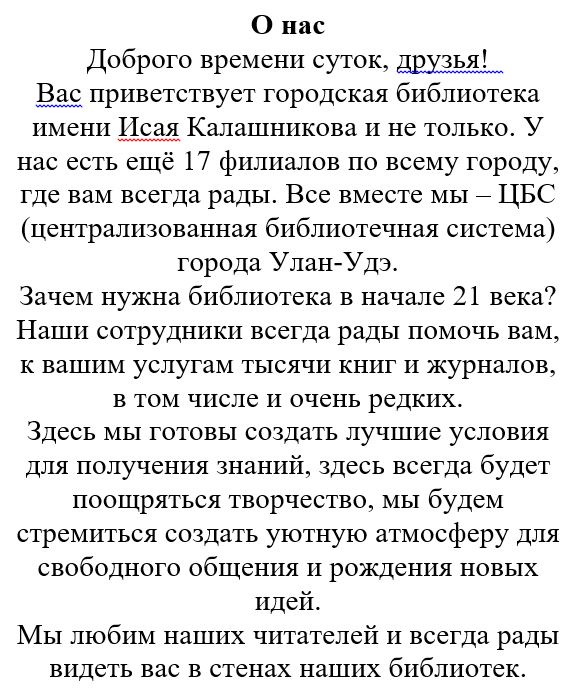 О нас
Доброго времени суток, друзья!
Вас приветствует городская библиотека
имени Исая Калашникова и не только. У
нас есть ещё 17 филиалов по всему городу,
где вам всегда рады. Все вместе мы – ЦБС
(централизованная библиотечная система)
города Улан-Удэ.
Зачем нужна библиотека в начале 21 века?
Наши сотрудники всегда рады помочь вам,
к вашим услугам тысячи книг и журналов,
в том числе и очень редких.
Здесь мы готовы создать лучшие условия
для получения знаний, здесь всегда будет
поощряться творчество, мы будем
стремиться создать уютную атмосферу для
свободного общения и рождения новых
идей.
Мы любим наших читателей и всегда рады
видеть вас в стенах наших библиотек.